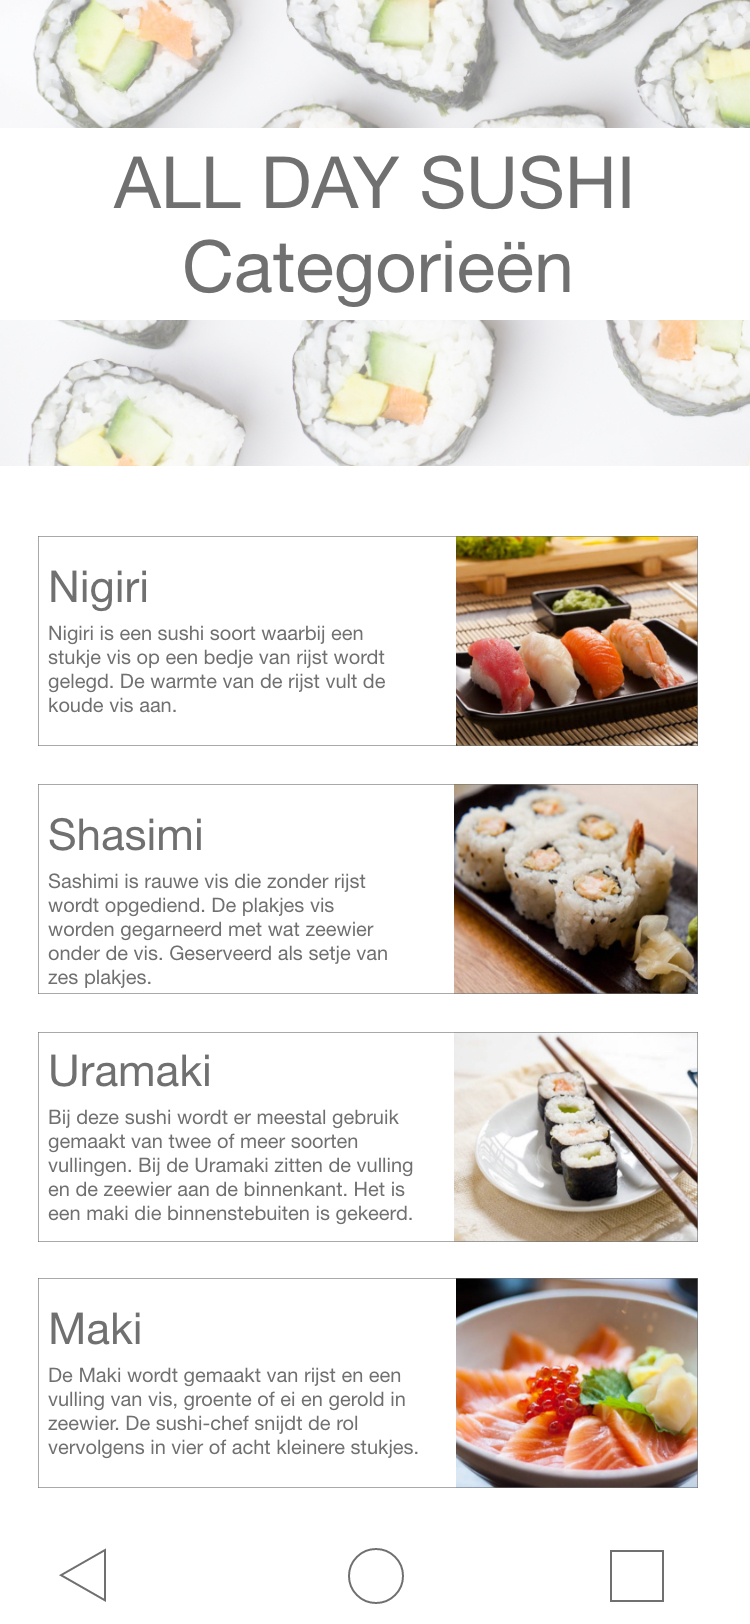 ALL DAY SUSHI
Categorieën
Nigiri
Nigiri is een sushi soort waarbij een
stukje vis op een bedje van rijst wordt
gelegd. De warmte van de rijst vult de
koude vis aan.
Shasimi
Sashimi is rauwe vis die zonder rijst
wordt opgediend. De plakjes vis
worden gegarneerd met wat zeewier
onder de vis. Geserveerd als setje van
zes plakjes.
Uramaki
Bij deze sushi wordt er meestal gebruik
gemaakt van twee of meer soorten
vullingen. Bij de Uramaki zitten de vulling
en de zeewier aan de binnenkant. Het is
een maki die binnenstebuiten is gekeerd.
Maki
De Maki wordt gemaakt van rijst en een
vulling van vis, groente of ei en gerold in
zeewier. De sushi-chef snijdt de rol
vervolgens in vier of acht kleinere stukjes.